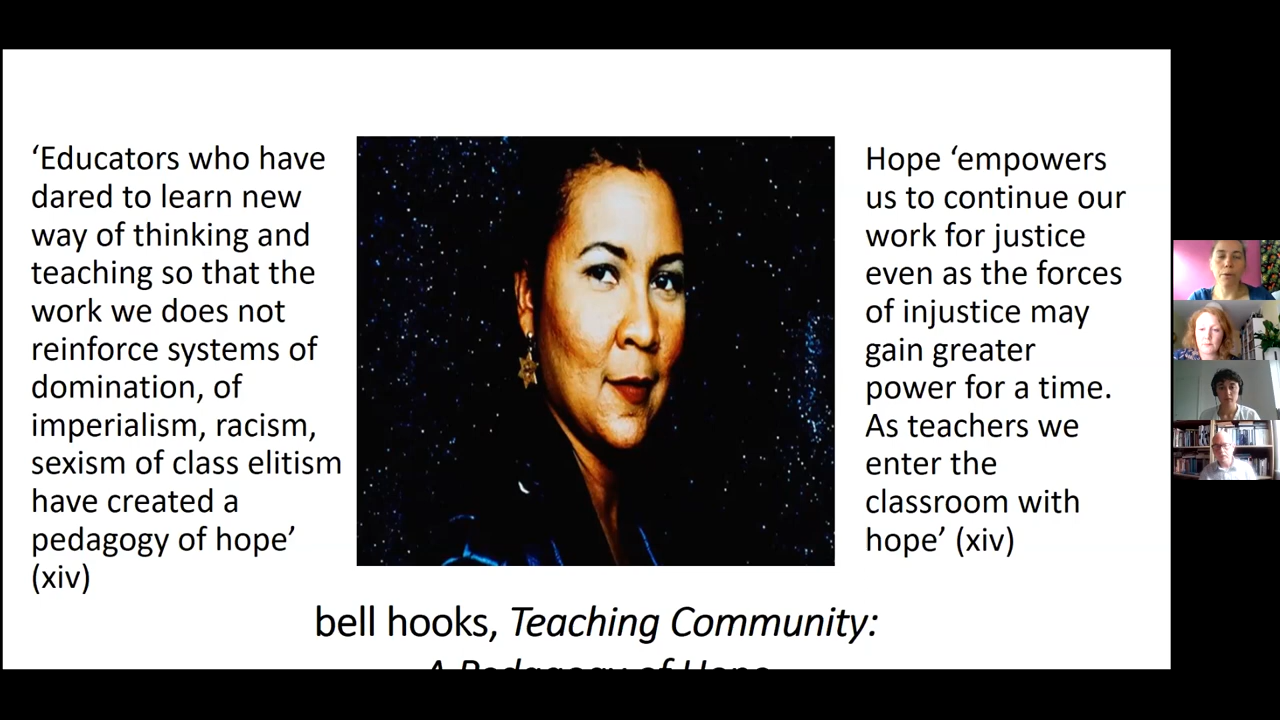 ‘Educators who have
dared to learn new
way of thinking and
teaching so that the
work we does not
reinforce systems of
domination, of
imperialism, racism,
sexism of class elitism
have created a
pedagogy of hope’
(xiv)
Hope ‘empowers
us to continue our
work for justice
even as the forces
of injustice may
gain greater
power for a time.
As teachers we
enter the
classroom with
hope’ (xiv)
bell hooks, Teaching Community:
A Pedagogy of Hope